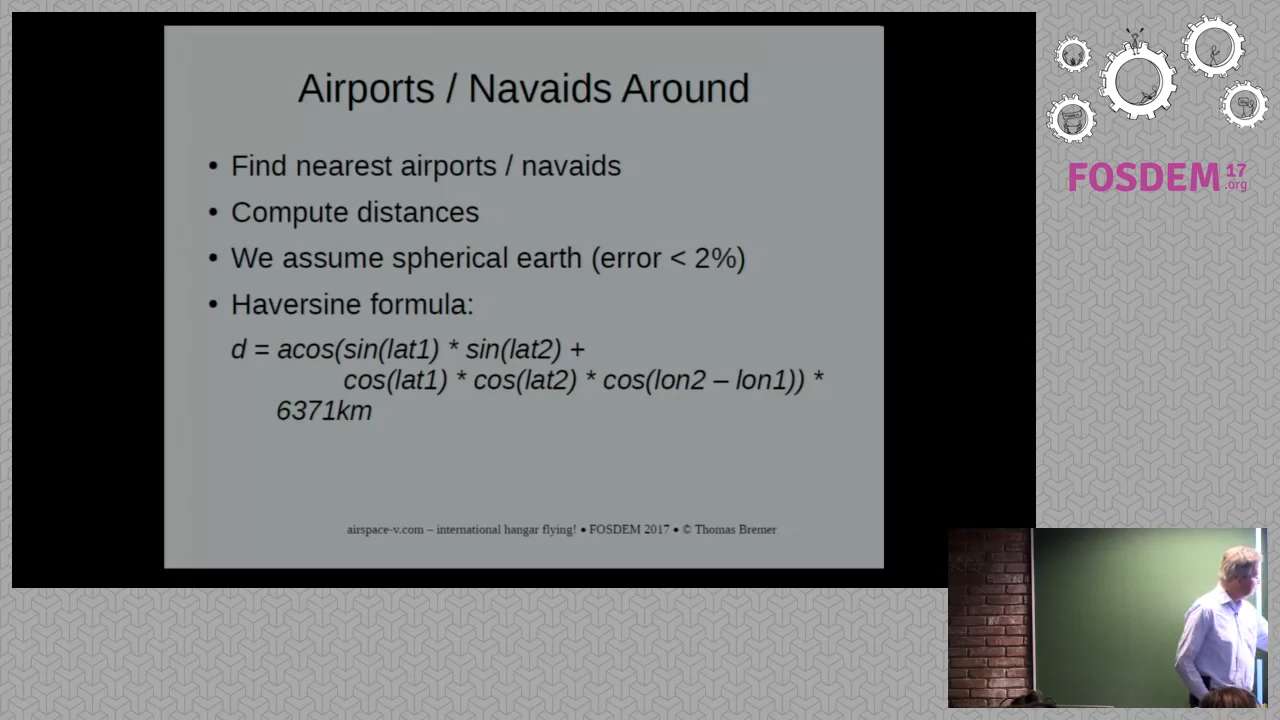 Airports / Navaids Around
• Find nearest airports / navaids
• Compute distances
• We assume spherical earth (error < 2%)
• Haversine formula:
d = acos(sin(lat1) * sin(lat2) +
cos(lat1) * cos(lat2) * cos(lon2 – lon1)) *
6371km
airspace-v.com – international hangar flying! • FOSDEM 2017 • © Thomas Bremer
FOSDEM 17
.org